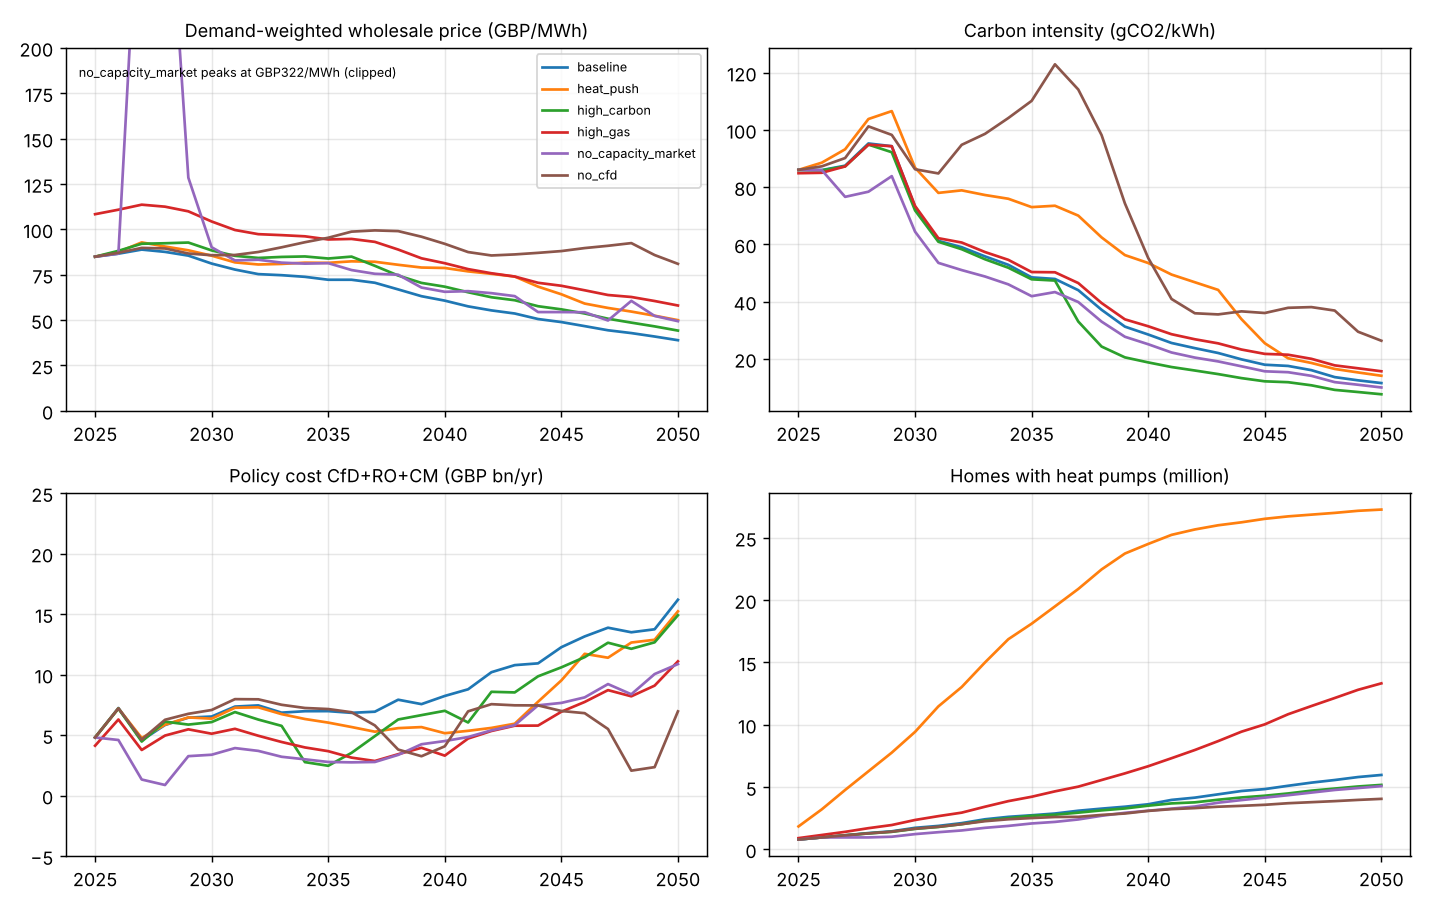 Demand-weighted wholesale price (GBP/MWh)
200
175
150
125
100
75
50
25
0
no_capacity_market peaks at GBP322/MWh (clipped)
baseline
heat_push
high_carbon
high_gas
no_capacity_market
no_cfd
2025 2030 2035 2040 2045 2050
Carbon intensity (gCO2/kWh)
120
100
80
60
40
20
2025 2030 2035 2040 2045 2050
Policy cost CfD+RO+CM (GBP bn/yr)
25
20
15
10
5
0
−5
2025 2030 2035 2040 2045 2050
Homes with heat pumps (million)
25
20
15
10
5
0
2025 2030 2035 2040 2045 2050